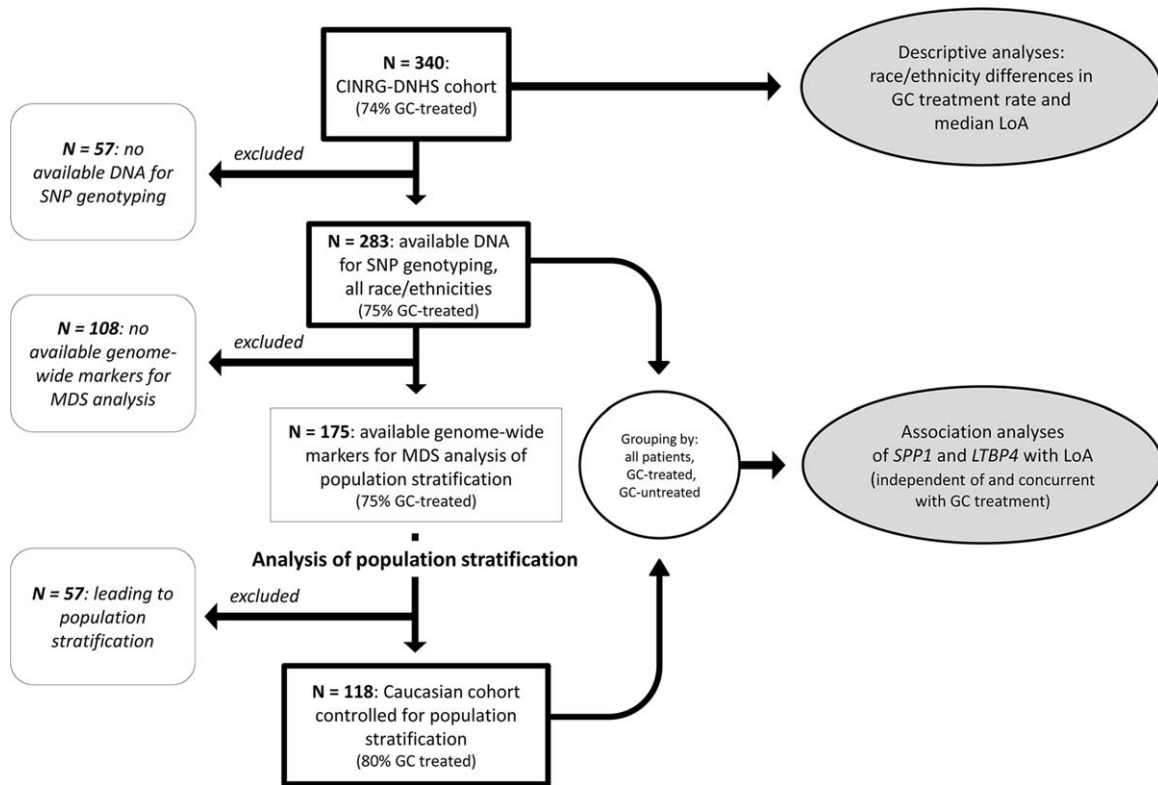 N = 340:
CINRG-DNHS cohort
(74% GC-treated)
Descriptive analyses:
race/ethnicity differences in
GC treatment rate and
median LoA
excluded
N = 57: no
available DNA for
SNP genotyping
N = 283: available DNA
for SNP genotyping,
all race/ethnicities
(75% GC-treated)
excluded
N = 108: no
available genome-
wide markers for
MDS analysis
N = 175: available genome-wide
markers for MDS analysis of
population stratification
(75% GC-treated)
Grouping by:
all patients,
GC-treated,
GC-untreated
Association analyses
of SPP1 and LTBP4 with LoA
(independent of and concurrent
with GC treatment)
Analysis of population stratification
excluded
N = 57: leading to
population
stratification
N = 118: Caucasian cohort
controlled for population
stratification
(80% GC treated)